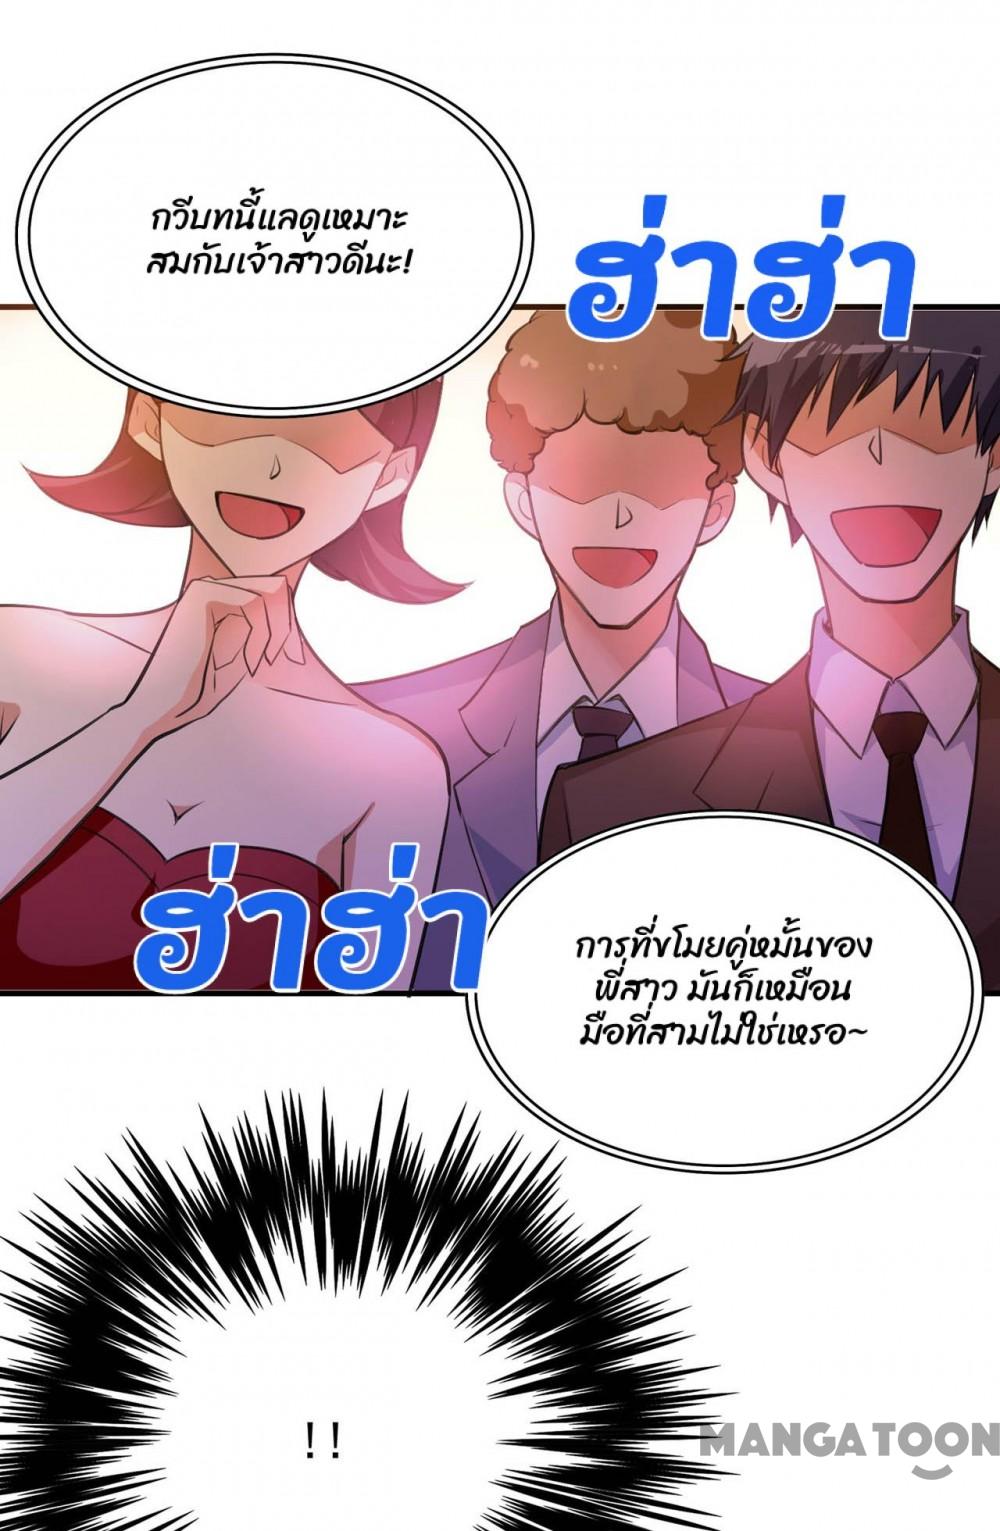 กวีบทนี้แลดูเหมาะ
สมกับเจ้าสาวดีนะ!
ฮ่าฮ่า
ฮ่าฮ่า
การที่ขโมยคู่หมั้นของ
พี่สาว มันก็เหมือน
มือที่สามไม่ใช่เหรอ~
!!
MANGATOON